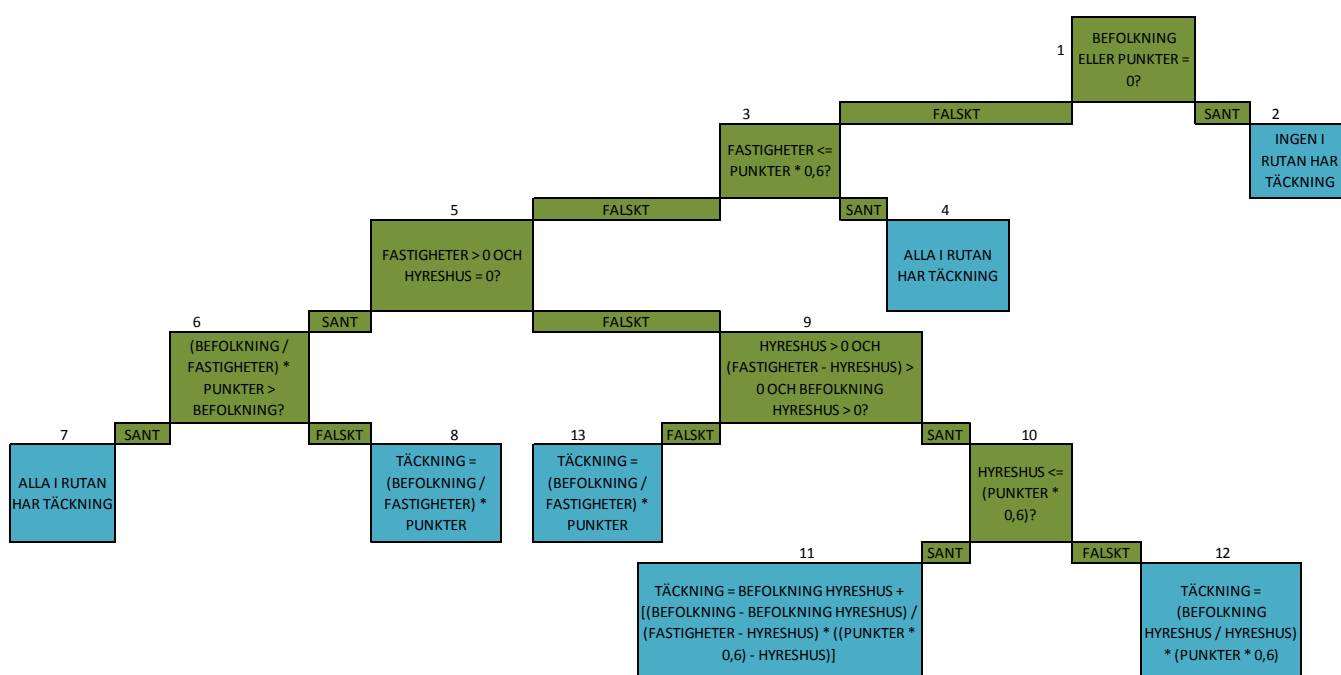 1
BEFOLKNING
ELLER PUNKTER =
0?
3
FALSKT
SANT
2
FASTIGHETER <=
PUNKTER * 0,6?
INGEN I
RUTAN HAR
TÄCKNING
5
FALSKT
SANT
4
FASTIGHETER > 0 OCH
HYRESHUS = 0?
ALLA I RUTAN
HAR TÄCKNING
6
SANT
FALSKT
9
(BEFOLKNING /
FASTIGHETER) *
PUNKTER >
BEFOLKNING?
HYRESHUS > 0 OCH
(FASTIGHETER - HYRESHUS) >
0 OCH BEFOLKNING
HYRESHUS > 0?
7
SANT
FALSKT
8
13
FALSKT
SANT
10
ALLA I RUTAN
HAR TÄCKNING
TÄCKNING =
(BEFOLKNING /
FASTIGHETER) *
PUNKTER
TÄCKNING =
(BEFOLKNING /
FASTIGHETER) *
PUNKTER
HYRESHUS <=
(PUNKTER *
0,6)?
11
SANT
FALSKT
12
TÄCKNING = BEFOLKNING HYRESHUS +
[(BEFOLKNING - BEFOLKNING HYRESHUS) /
(FASTIGHETER - HYRESHUS) * ((PUNKTER *
0,6) - HYRESHUS)]
TÄCKNING =
(BEFOLKNING
HYRESHUS / HYRESHUS)
* (PUNKTER * 0,6)